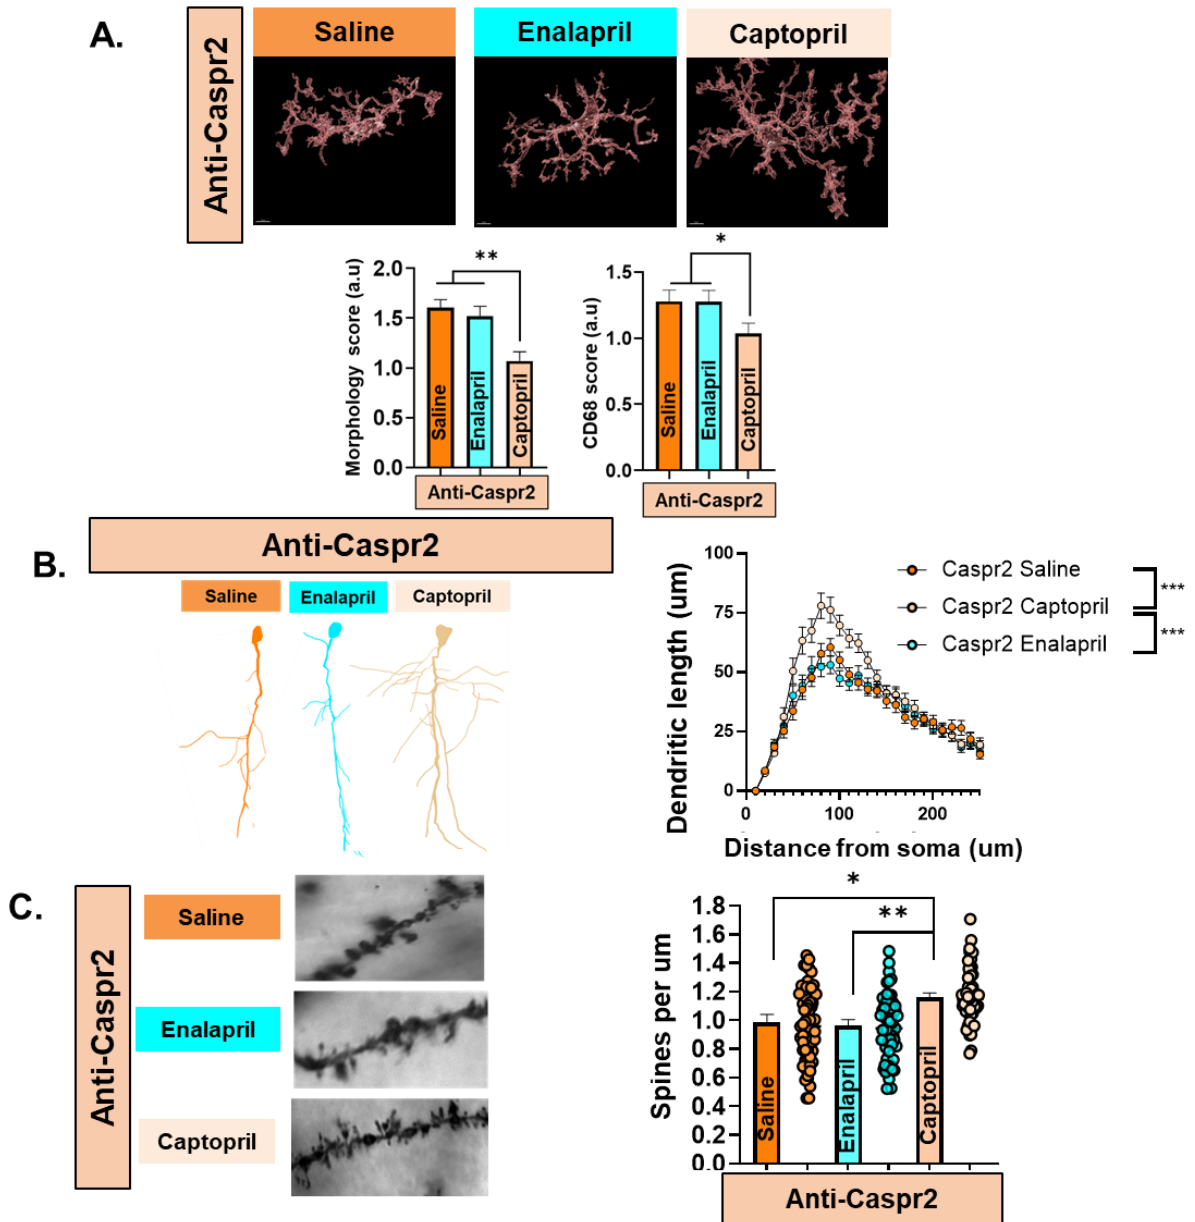 A.
Anti-Caspr2
Saline
Enalapril
Captopril
Morphology score (a.u)
2.0
1.5
1.0
0.5
0.0
**
Saline
Enalapril
Captopril
Anti-Caspr2
CD68 score (a.u)
1.5
1.0
0.5
0.0
*
Saline
Enalapril
Captopril
Anti-Caspr2
B.
Anti-Caspr2
Saline
Enalapril
Captopril
Dendritic length (um)
100
75
50
25
0
0
100
200
Distance from soma (um)
Caspr2 Saline
Caspr2 Captopril
Caspr2 Enalapril
***
***
C.
Anti-Caspr2
Saline
Enalapril
Captopril
Spines per um
1.8
1.6
1.4
1.2
1.0
0.8
0.6
0.4
0.2
0.0
*
**
Saline
Enalapril
Captopril
Anti-Caspr2